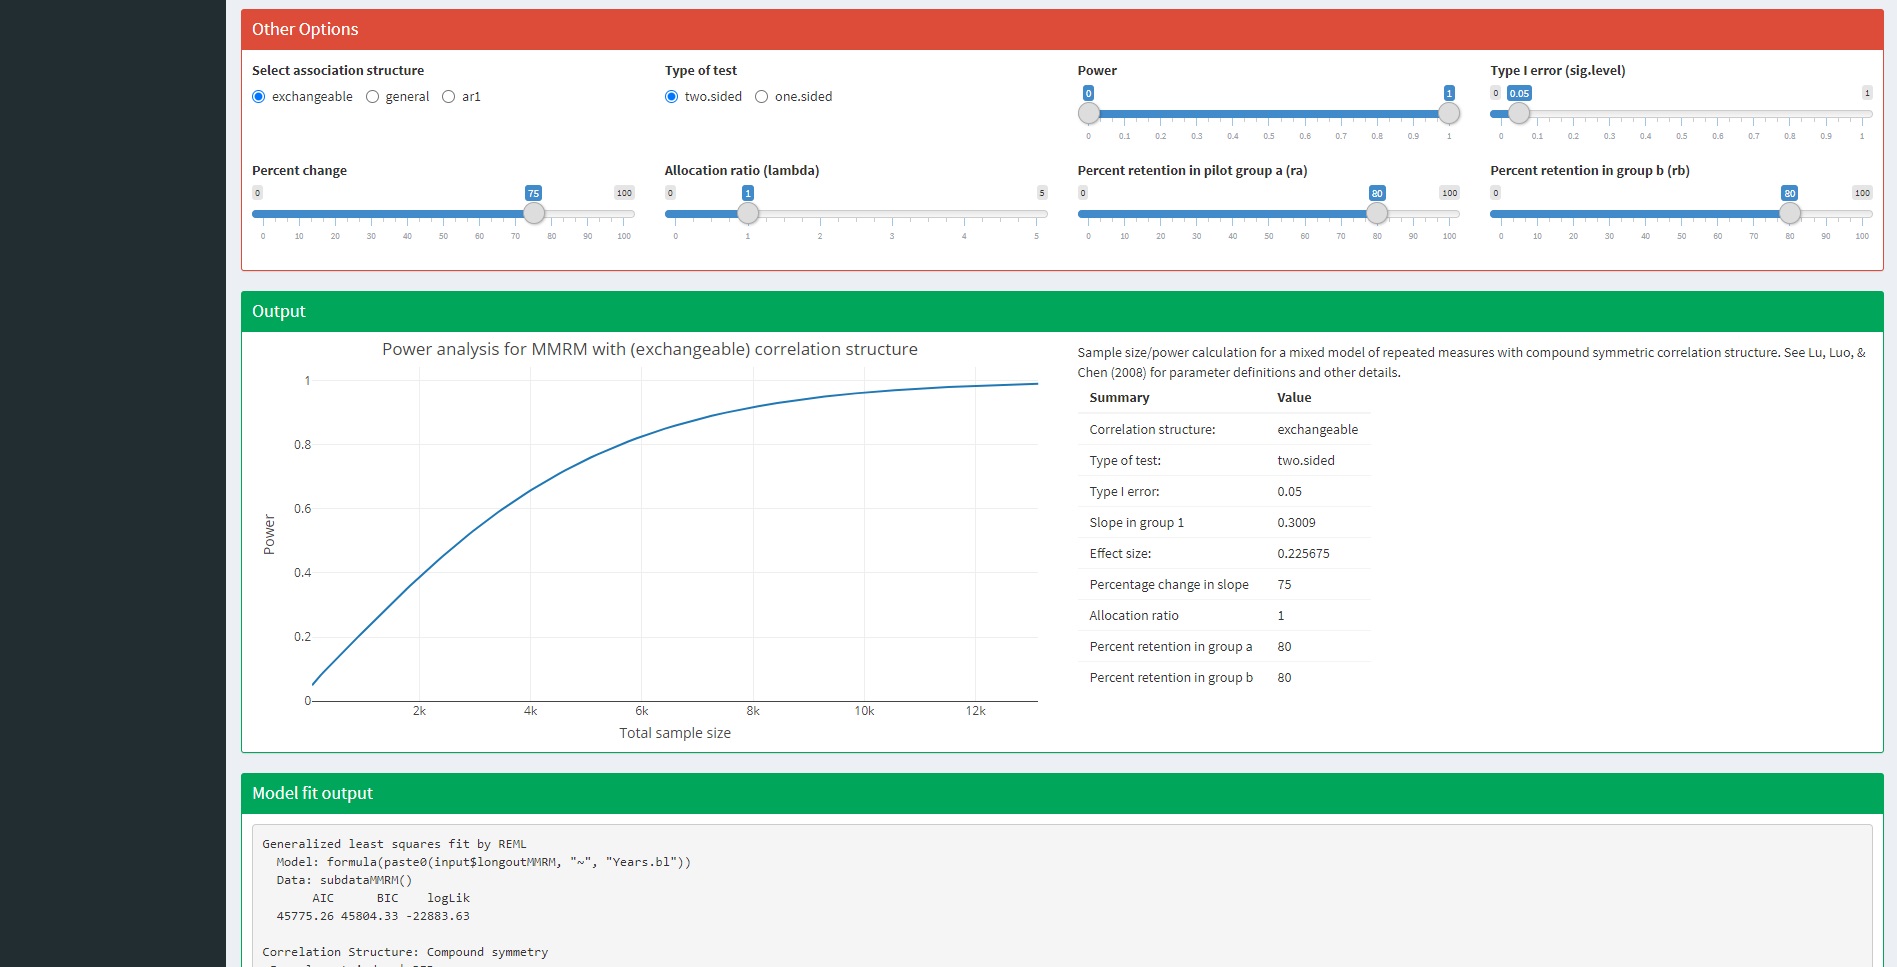 Other Options
Select association structure
exchangeable general ar1
Type of test
two.sided one.sided
Power
0 1
0 0.1 0.2 0.3 0.4 0.5 0.6 0.7 0.8 0.9 1
Type I error (sig.level)
0 0.05 1
0 0.1 0.2 0.3 0.4 0.5 0.6 0.7 0.8 0.9 1
Percent change
0 75 100
0 10 20 30 40 50 60 70 80 90 100
Allocation ratio (lambda)
0 1 5
0 1 2 3 4 5
Percent retention in pilot group a (ra)
0 80 100
0 10 20 30 40 50 60 70 80 90 100
Percent retention in group b (rb)
0 80 100
0 10 20 30 40 50 60 70 80 90 100
Output
Power analysis for MMRM with (exchangeable) correlation structure
1
0.8
0.6
0.4
0.2
0
Power
2k 4k 6k 8k 10k 12k
Total sample size
Sample size/power calculation for a mixed model of repeated measures with compound symmetric correlation structure. See Lu, Luo, &
Chen (2008) for parameter definitions and other details.
Summary Value
Correlation structure: exchangeable
Type of test: two.sided
Type I error: 0.05
Slope in group 1 0.3009
Effect size: 0.225675
Percentage change in slope 75
Allocation ratio 1
Percent retention in group a 80
Percent retention in group b 80
Model fit output
Generalized least squares fit by REML
Model: formula(paste0(input$longoutMMRM, "~", "Years.bl"))
Data: subdataMMRM()
AIC BIC logLik
45775.26 45804.33 -22883.63
Correlation Structure: Compound symmetry